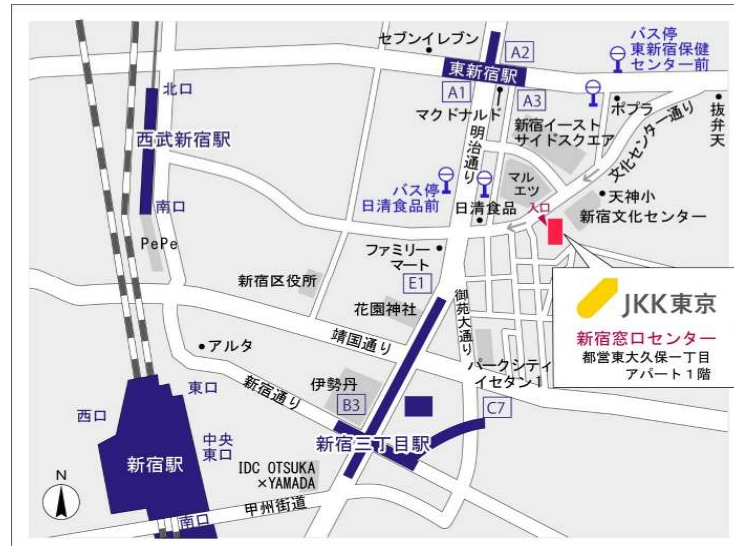 セブンイレブン
A2
バス停
東新宿保健
センター前
東新宿駅
A1
A3
北口
マクドナルド
ポプラ
抜弁天
西武新宿駅
新宿イースト
サイドスクエア
明治通り
文化センター通り
バス停
日清食品前
マル
エツ
天神小
南口
日清食品
入口
新宿文化センター
PePe
ファミリー
マート
新宿区役所
E1
花園神社
御苑大通り
JKK東京
新宿窓口センター
都営東大久保一丁目
アパート1階
靖国通り
アルタ
パークシティ
イセタン1
新宿通り
伊勢丹
東口
B3
C7
西口
中央
東口
新宿三丁目駅
新宿駅
IDC OTSUKA
×YAMADA
N
甲州街道
南口